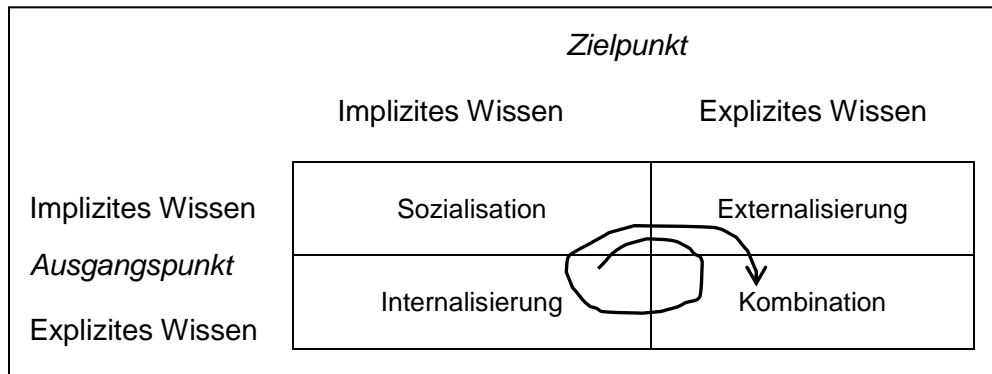 Zielpunkt
Implizites Wissen Explizites Wissen
Implizites Wissen Sozialisation Externalisierung
Ausgangspunkt
Internalisierung Kombination
Explizites Wissen